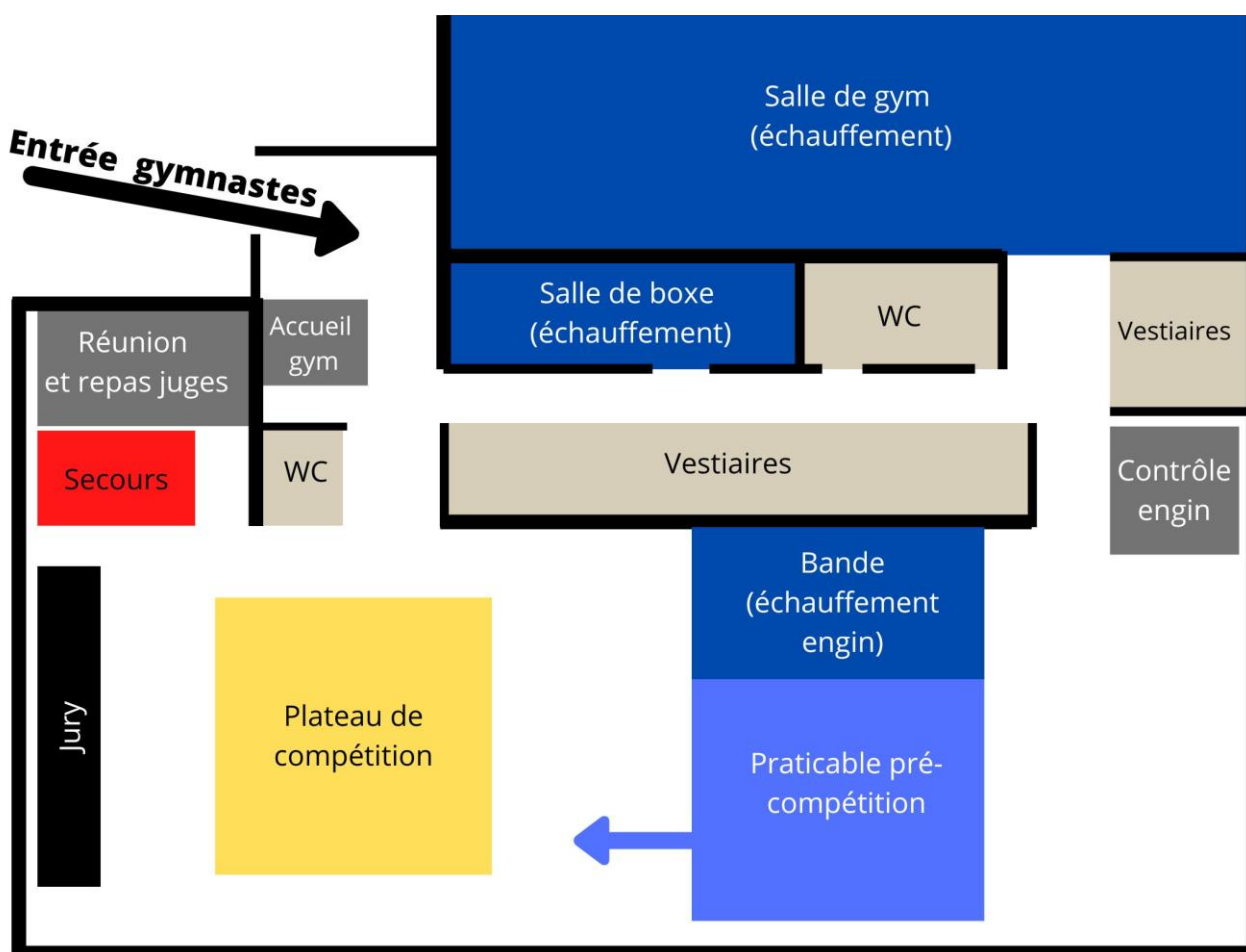 Salle de gym
(échauffement)
Entrée gymnastes
Salle de boxe
(échauffement)
WC
Vestiaires
Accueil
gym
Réunion
et repas juges
Secours
WC
Vestiaires
Contrôle
engin
Bande
(échauffement
engin)
Jury
Plateau de
compétition
Praticable pré-
compétition